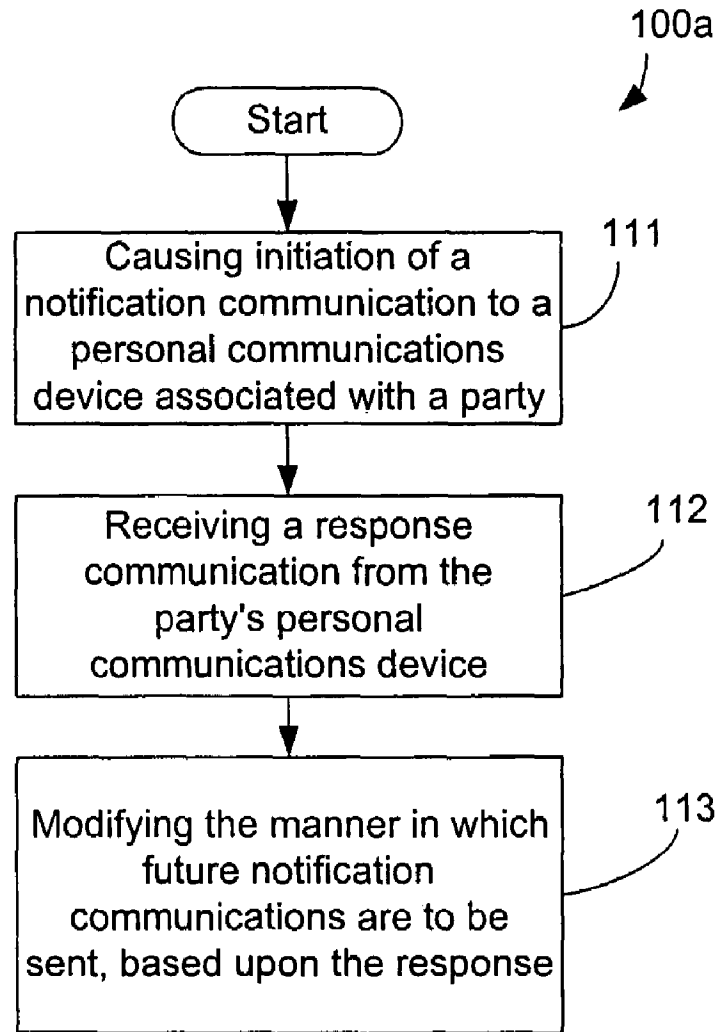 100a
Start
111
Causing initiation of a
notification communication to a
personal communications
device associated with a party
112
Receiving a response
communication from the
party's personal
communications device
113
Modifying the manner in which
future notification
communications are to be
sent, based upon the response